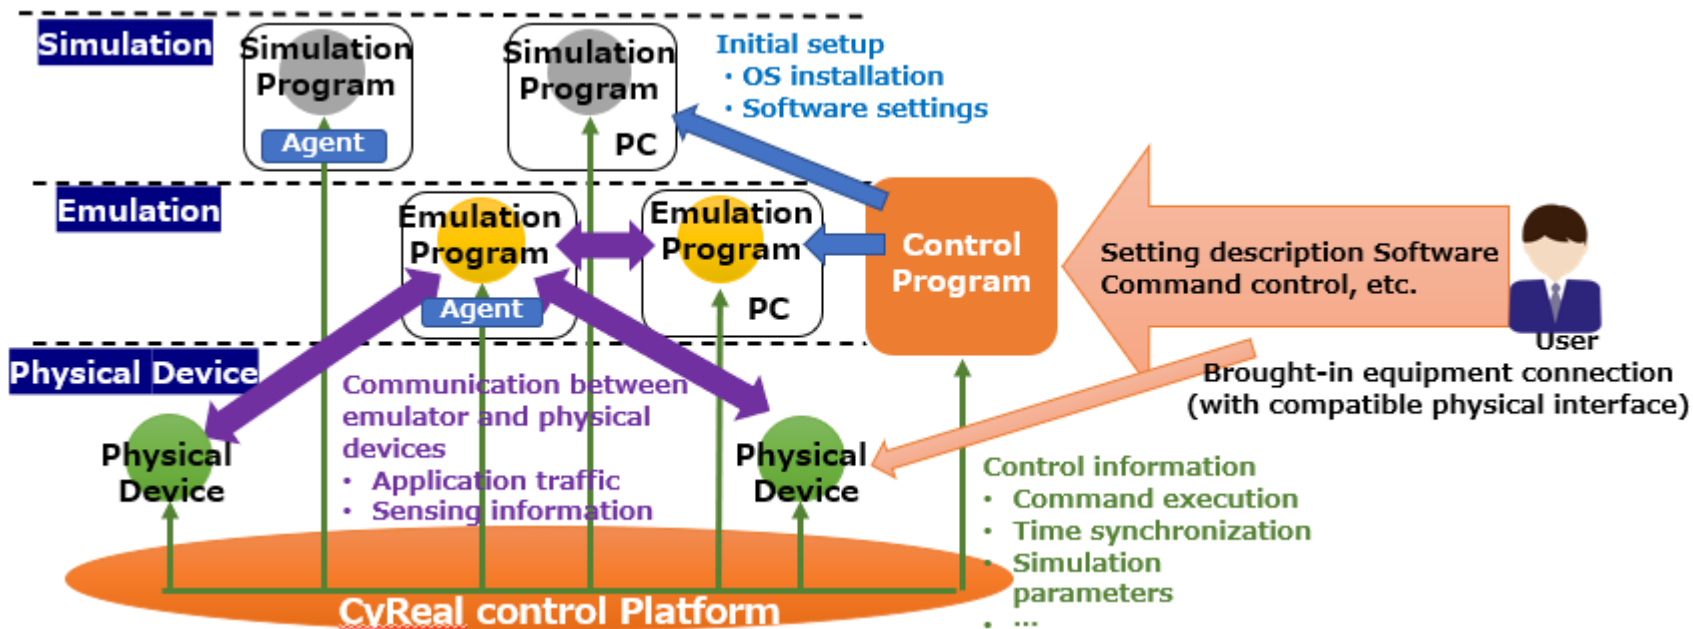 Simulation
Simulation
Program
Agent
Simulation
Program
PC
Initial setup
・OS installation
・Software settings
Emulation
Emulation
Program
Agent
Emulation
Program
PC
Control
Program
Setting description Software
Command control, etc.
User
Brought-in equipment connection
(with compatible physical interface)
Physical Device
Physical
Device
Communication between
emulator and physical
devices
• Application traffic
• Sensing information
Physical
Device
Control information
• Command execution
• Time synchronization
• Simulation
parameters
• ...
CyReal control Platform